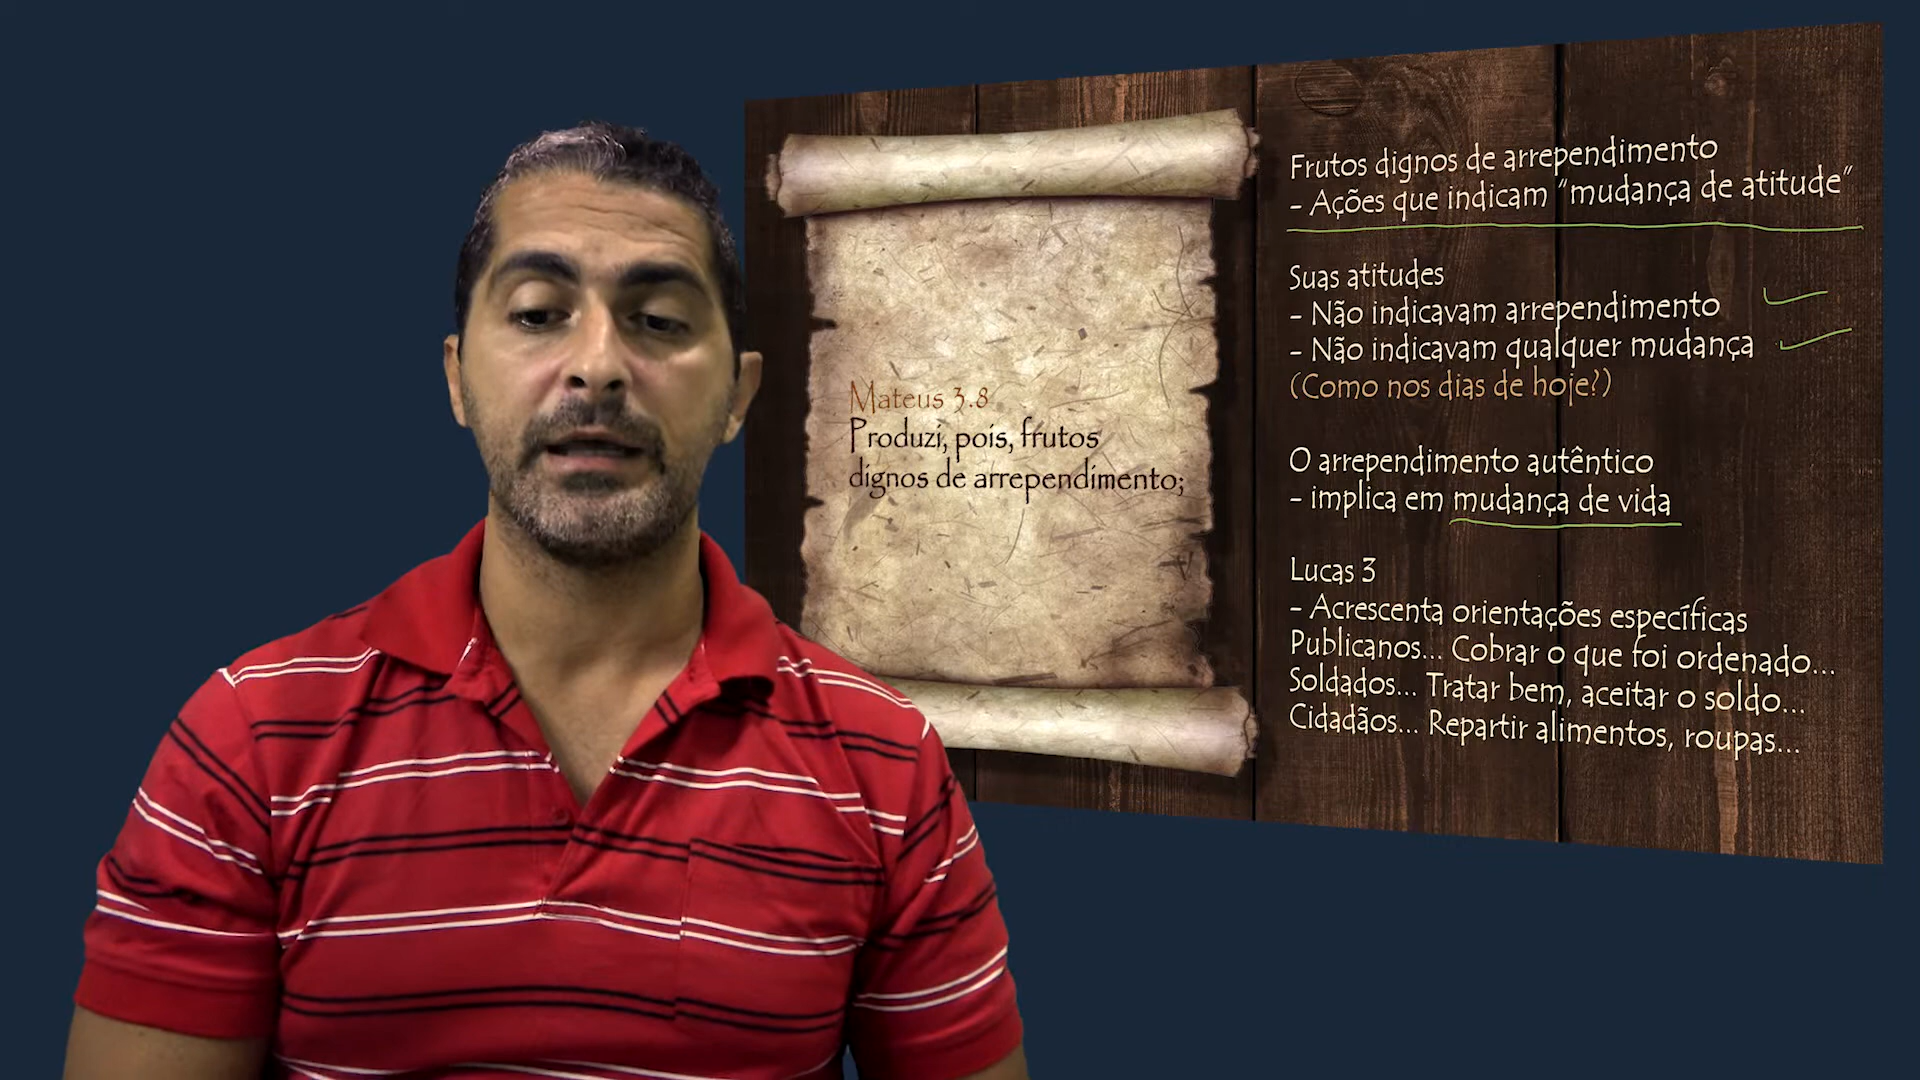 Mateus 3.8
Produzi, pois, frutos
dignos de arrependimento;
Frutos dignos de arrependimento
- Ações que indicam “mudança de atitude”
Suas atitudes
- Não indicavam arrependimento
- Não indicavam qualquer mudança
(Como nos dias de hoje?)
O arrependimento autêntico
- implica em mudança de vida
Lucas 3
- Acrescenta orientações específicas
Publicanos... Cobrar o que foi ordenado...
Soldados... Tratar bem, aceitar o soldo...
Cidadãos... Repartir alimentos, roupas...